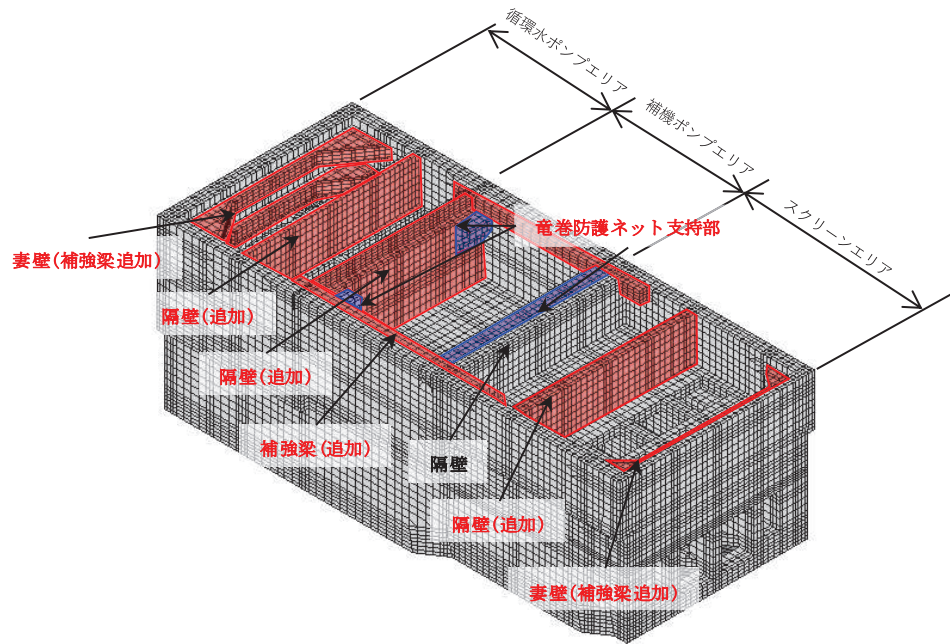 循環水ポンプエリア
補機ポンプエリア
スクリーンエリア
竜巻防護ネット支持部
妻壁(補強梁追加)
隔壁(追加)
隔壁(追加)
補強梁(追加)
隔壁
隔壁(追加)
妻壁(補強梁追加)